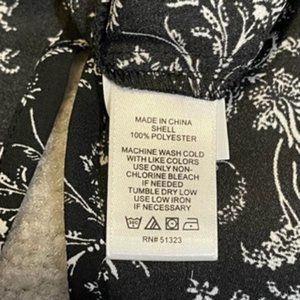 MADE IN CHINA
SHELL
100% POLYESTER
MACHINE WASH COLD
WITH LIKE COLORS
USE ONLY NON-
CHLORINE BLEACH
IF NEEDED
TUMBLE DRY LOW
USE LOW IRON
IF NECESSARY
RN# 51323